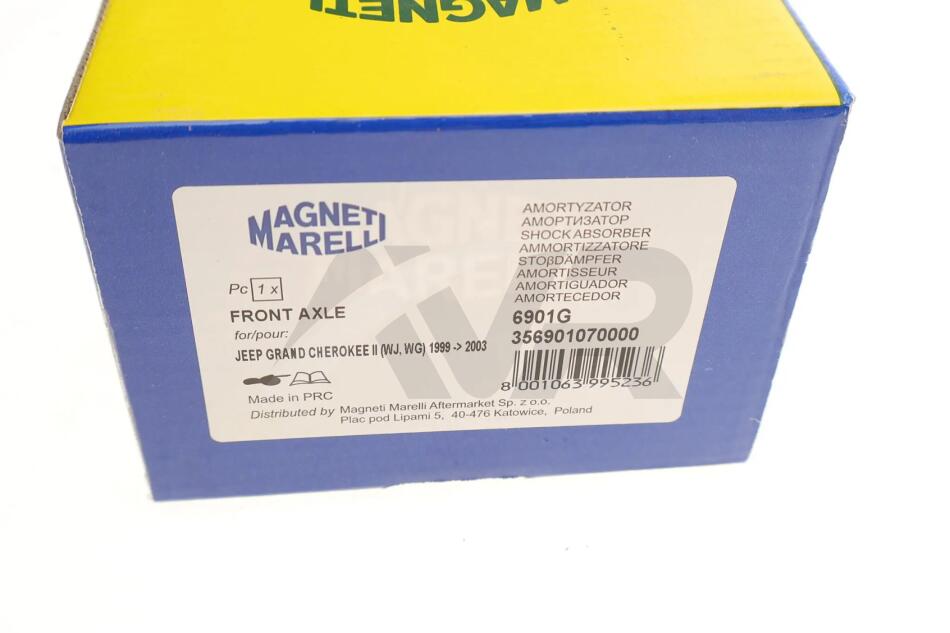 MAGNETI
MAGNETI
MARELLI
Pc 1 x
FRONT AXLE
for/pour:
JEEP GRAND CHEROKEE II (WJ, WG) 1999 -> 2003
Made in PRC
Distributed by Magneti Marelli Aftermarket Sp. z o.o.
Plac pod Lipami 5, 40-476 Katowice, Poland
AMORTYZATOR
АМОРТИЗАТОР
SHOCK ABSORBER
AMMORTIZZATORE
STOβDÄMPFER
AMORTISSEUR
AMORTIGUADOR
AMORTECEDOR
6901G
356901070000
8 001063 995236